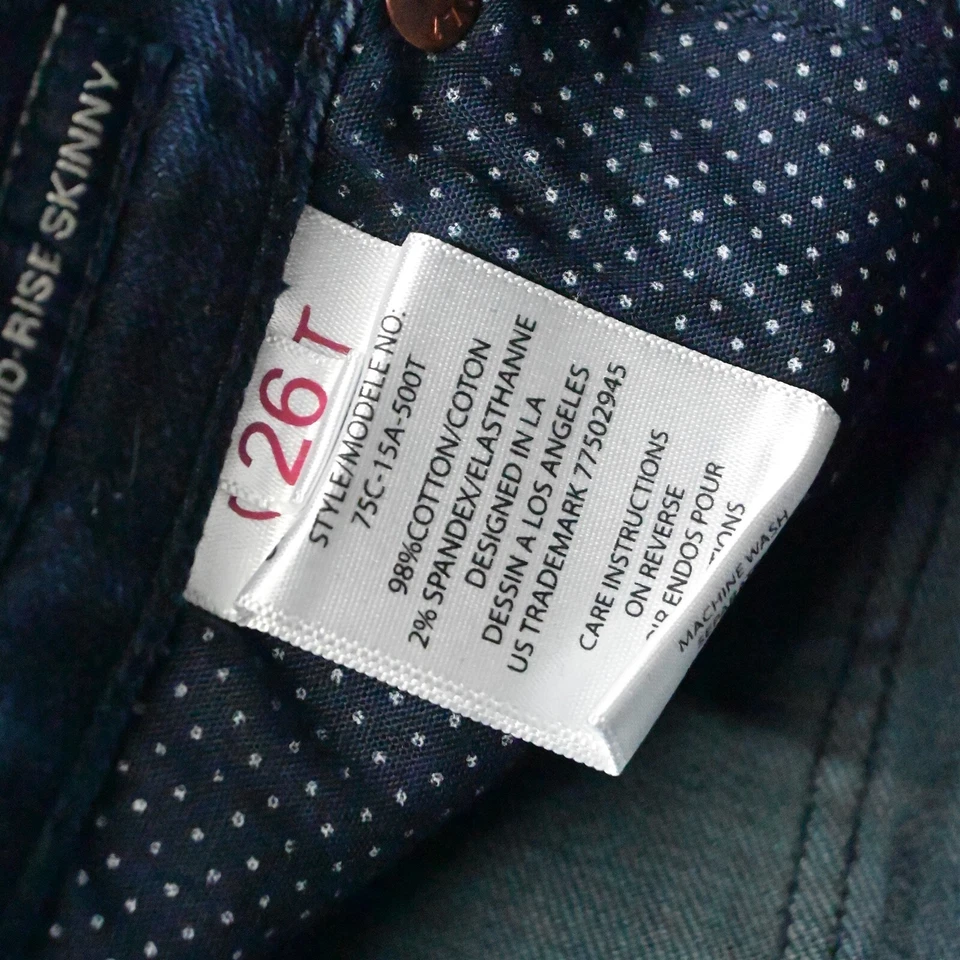 MID-RISE SKINNY
26
STYLE/MODELE NO:
75C-15A-500T
98%COTTON/COTON
2% SPANDEX/ELASTHANNE
DESIGNED IN LA
DESSIN A LOS ANGELES
US TRADEMARK 77502945
CARE INSTRUCTIONS
ON REVERSE
ENDOS POUR
MACHINE WASH